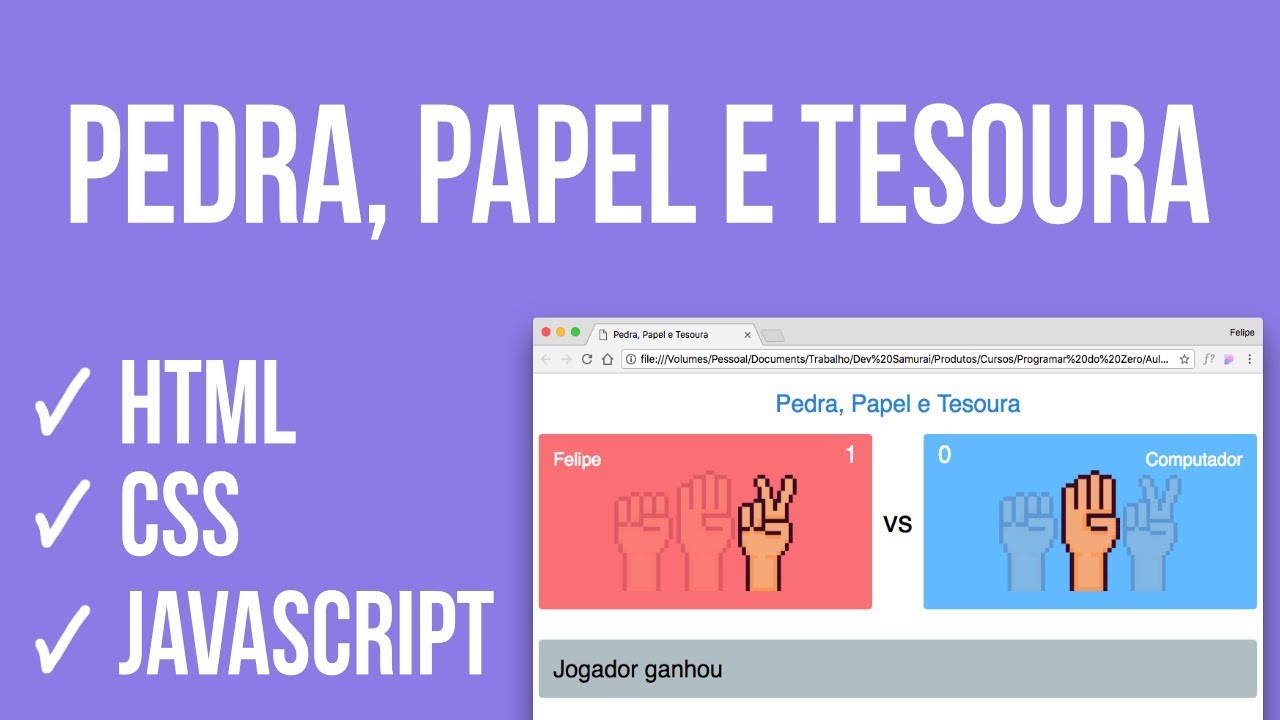 PEDRA, PAPEL E TESOURA
✓ HTML
✓ CSS
✓ JAVASCRIPT
Pedra, Papel e Tesoura
Felipe
file:///Volumes/Pessoal/Documents/Trabalho/Dev%20Samurai/Produtos/Cursos/Programar%20do%20Zero/Aul...
Pedra, Papel e Tesoura
Felipe 1
VS
0 Computador
Jogador ganhou